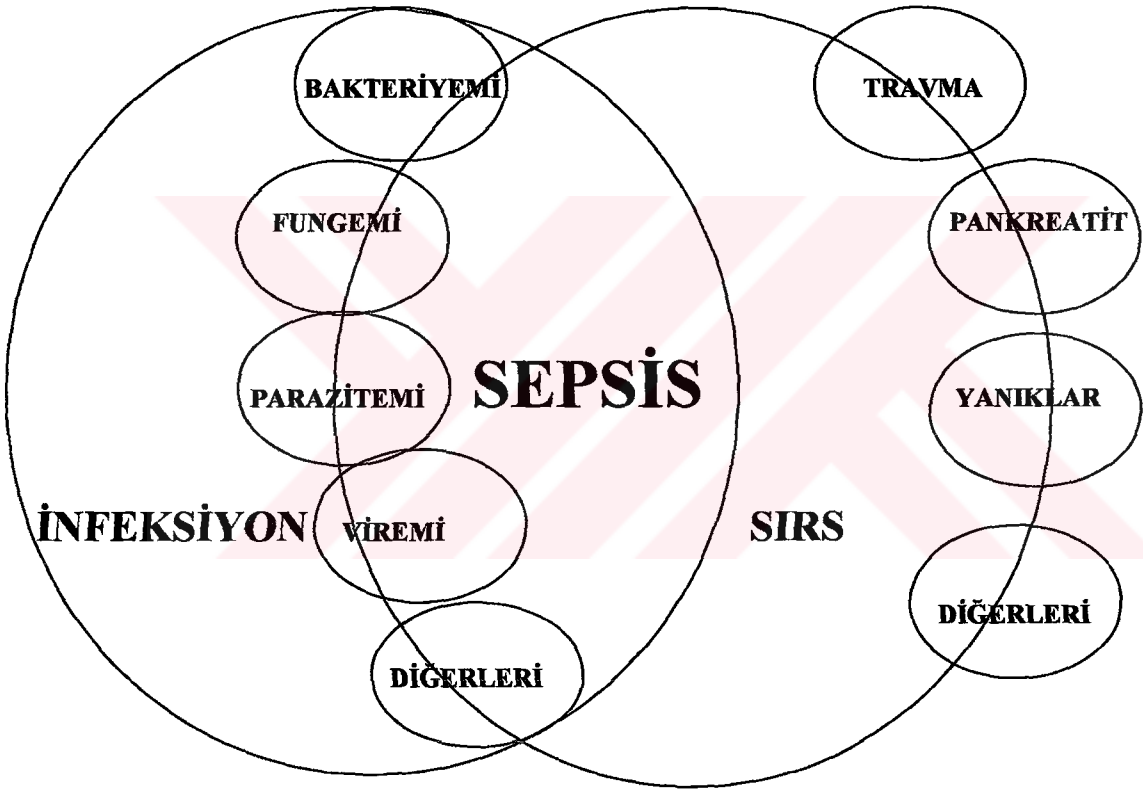 BAKTERİYEMİ
TRAVMA
FUNGEMİ
PANKREATİT
SEPSİS
PARAZİTEMİ
YANIKLAR
İNFEKSİYON
VİREMİ
SIRS
DİĞERLERİ
DİĞERLERİ